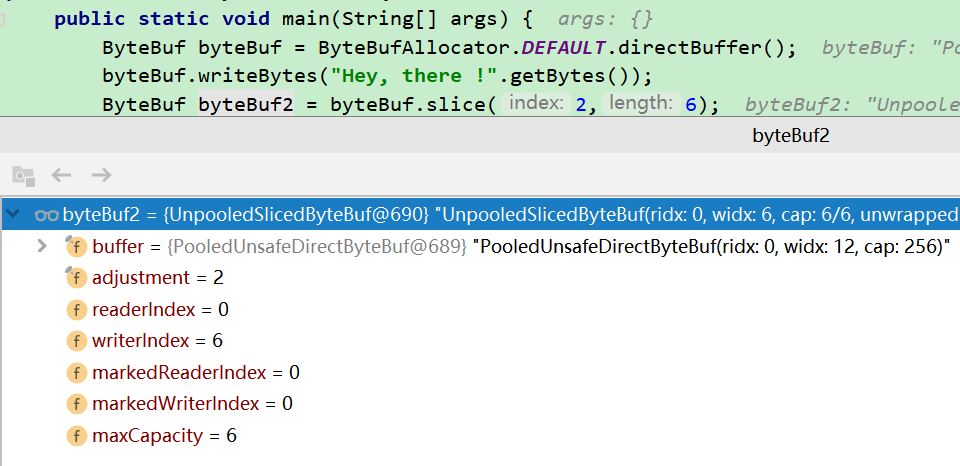 public static void main(String[] args) { args: {}
ByteBuf byteBuf = ByteBufAllocator.DEFAULT.directBuffer(); byteBuf: "Po
byteBuf.writeBytes("Hey, there !".getBytes());
ByteBuf byteBuf2 = byteBuf.slice( index: 2, length: 6); byteBuf2: "Unpoole
byteBuf2
byteBuf2 = {UnpooledSlicedByteBuf@690} "UnpooledSlicedByteBuf(ridx: 0, widx: 6, cap: 6/6, unwrapped
buffer = {PooledUnsafeDirectByteBuf@689} "PooledUnsafeDirectByteBuf(ridx: 0, widx: 12, cap: 256)"
adjustment = 2
readerIndex = 0
writerIndex = 6
markedReaderIndex = 0
markedWriterIndex = 0
maxCapacity = 6